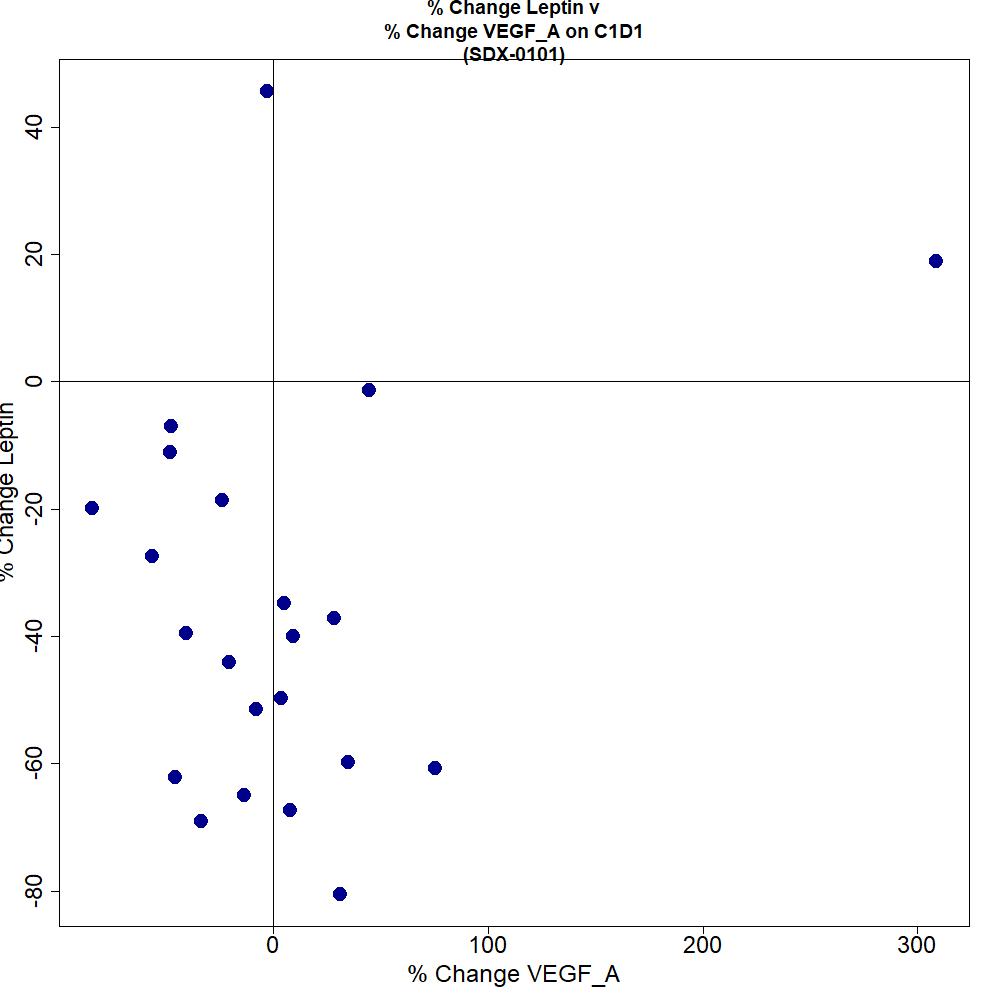 % Change Leptin v
% Change VEGF_A on C1D1
(SDX-0101)
% Change Leptin
40
20
0
-20
-40
-60
-80
0 100 200 300
% Change VEGF_A